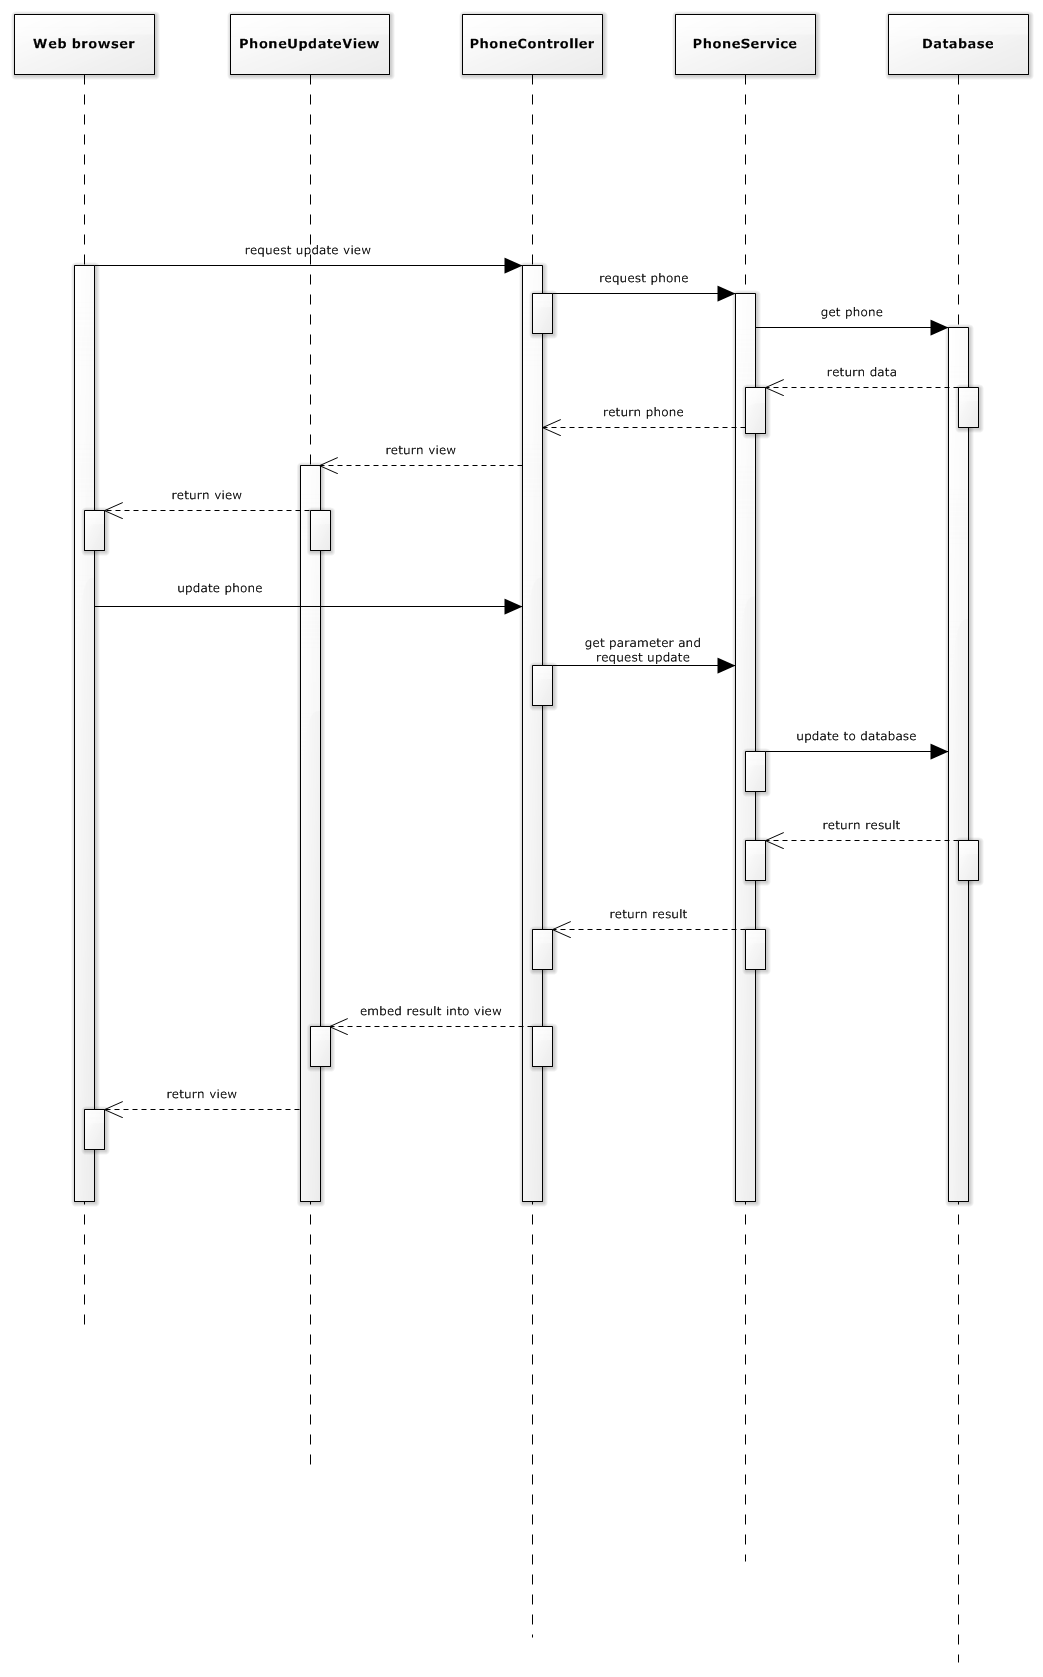 Web browser
PhoneUpdateView
PhoneController
PhoneService
Database
request update view
request phone
get phone
return data
return phone
return view
return view
update phone
get parameter and
request update
update to database
return result
return result
embed result into view
return view